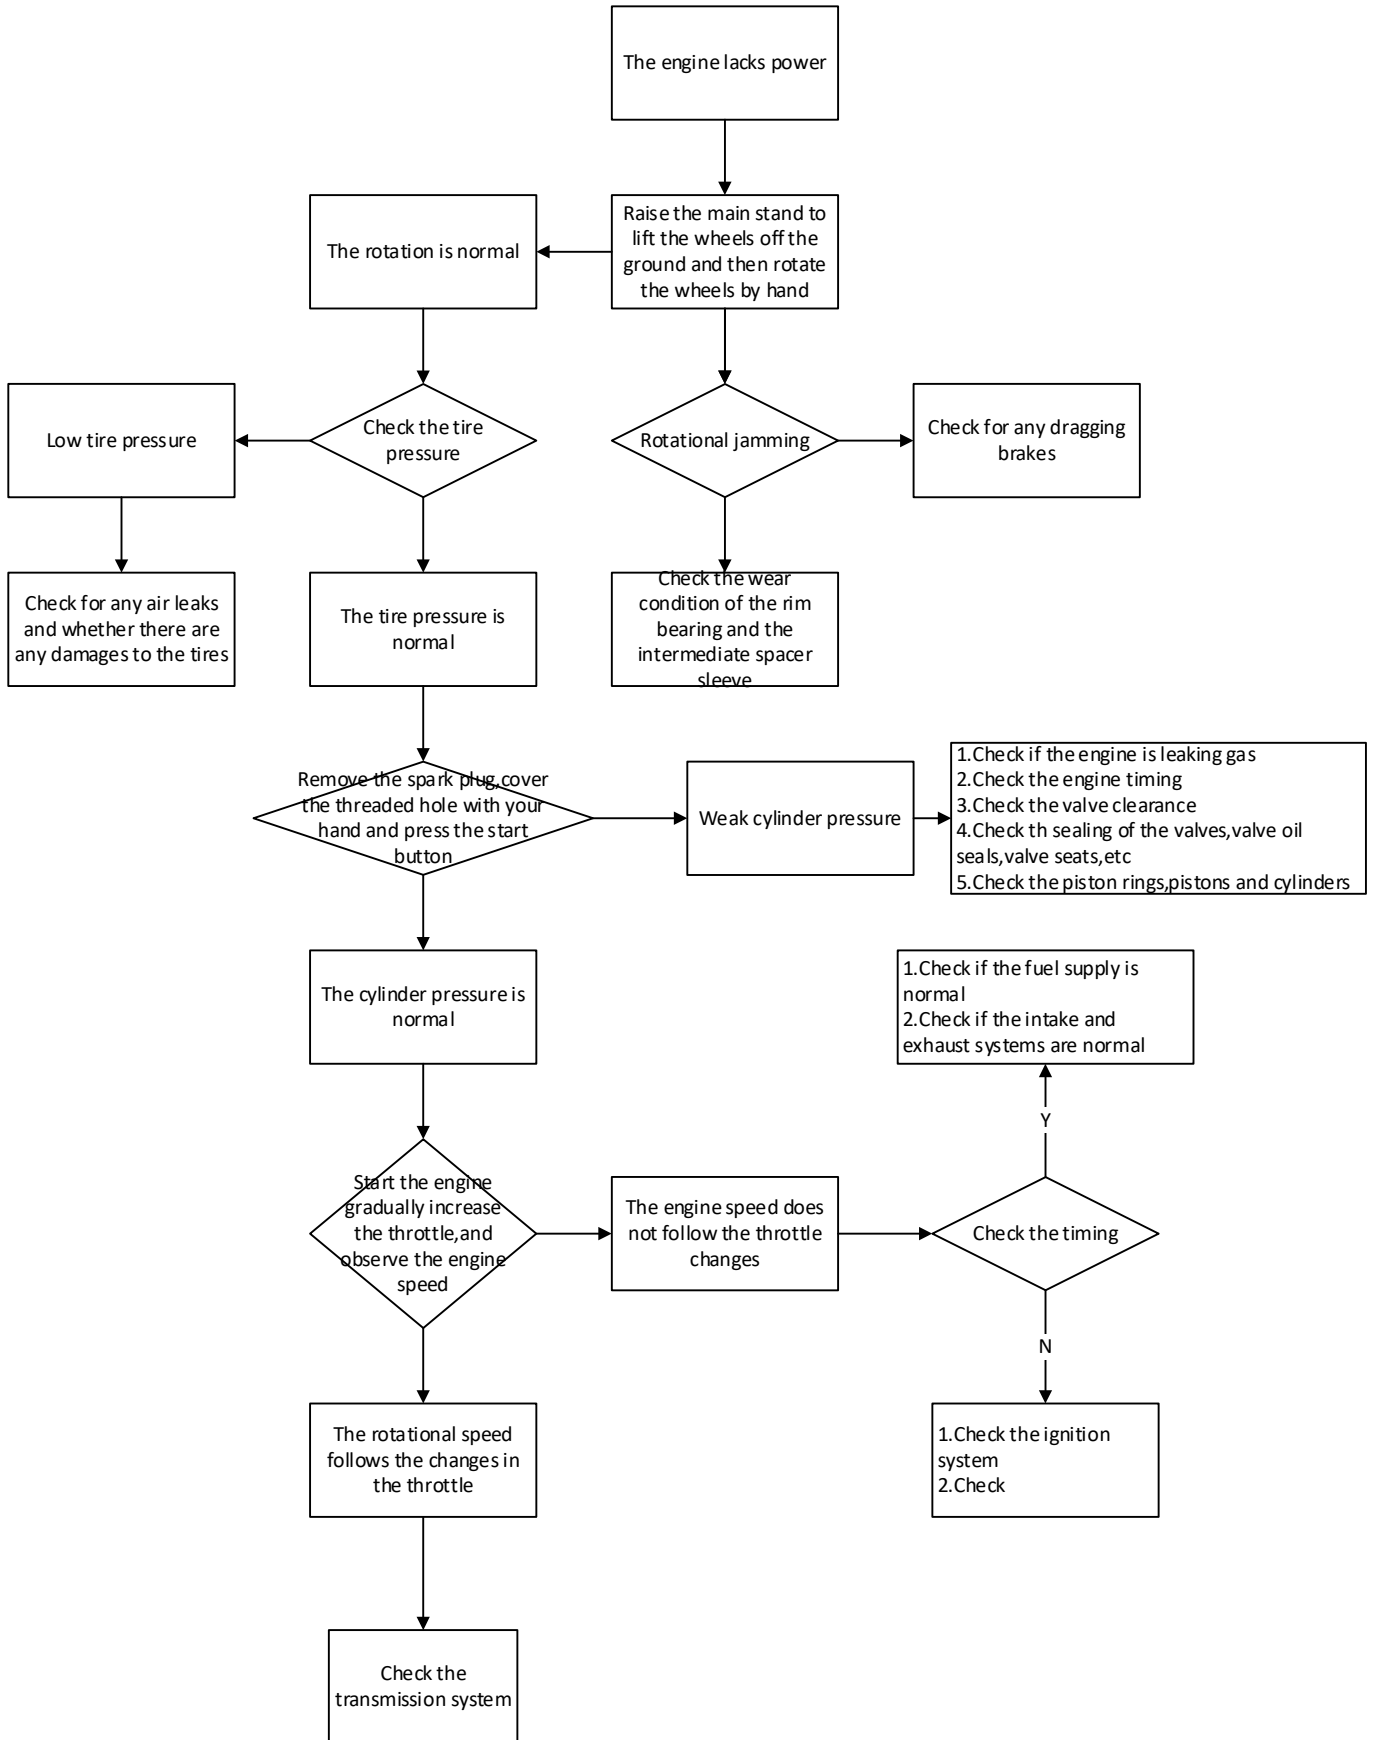 The engine lacks power
The rotation is normal
Raise the main stand to
lift the wheels off the
ground and then rotate
the wheels by hand
Low tire pressure
Check the tire
pressure
Rotational jamming
Check for any dragging
brakes
Check for any air leaks
and whether there are
any damages to the tires
The tire pressure is
normal
Check the wear
condition of the rim
bearing and the
intermediate spacer
sleeve
Remove the spark plug,cover
the threaded hole with your
hand and press the start
button
Weak cylinder pressure
1.Check if the engine is leaking gas
2.Check the engine timing
3.Check the valve clearance
4.Check th sealing of the valves,valve oil
seals,valve seats,etc
5.Check the piston rings,pistons and cylinders
The cylinder pressure is
normal
1.Check if the fuel supply is
normal
2.Check if the intake and
exhaust systems are normal
Y
Start the engine
gradually increase
the throttle,and
observe the engine
speed
The engine speed does
not follow the throttle
changes
Check the timing
N
The rotational speed
follows the changes in
the throttle
1.Check the ignition
system
2.Check
Check the
transmission system